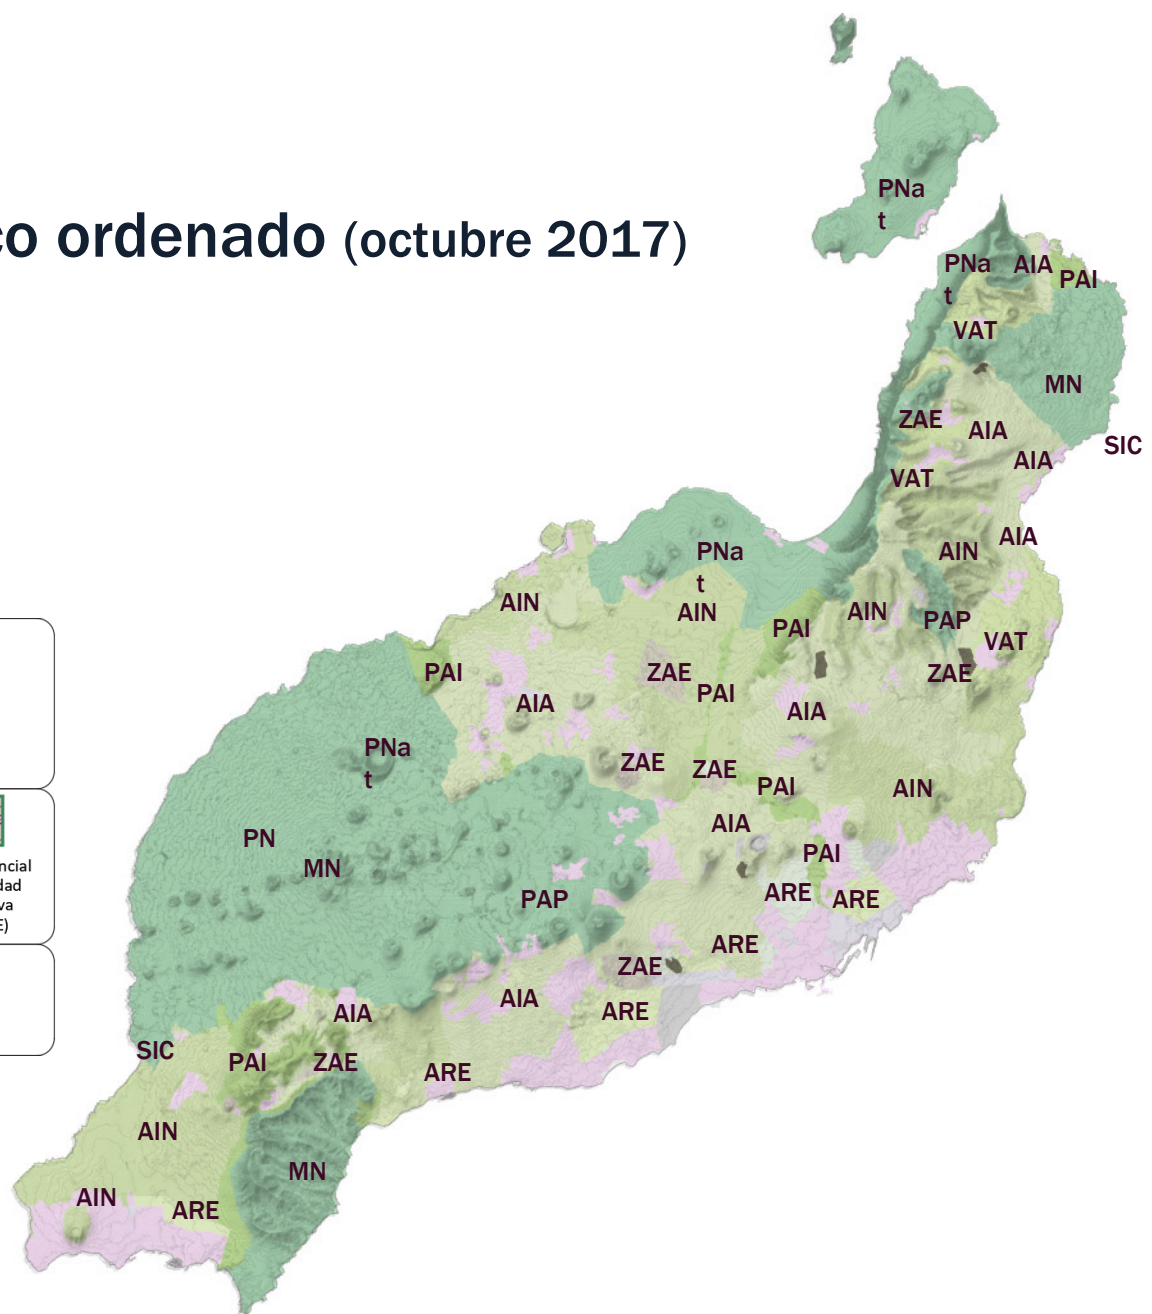 co ordenado (octubre 2017)
PNa
t
PNa
t
AIA
PAI
VAT
MN
ZAE
AIA
SIC
AIA
VAT
AIA
AIN
PNa
t
AIN
AIN
AIN
PAP
PAI
VAT
PAI
ZAE
ZAE
PAI
AIA
AIA
PNa
t
ZAE
ZAE
PAI
AIN
AIA
PN
MN
PAI
PAP
ARE
ARE
ARE
ZAE
AIA
ARE
AIA
SIC
PAI
ZAE
ARE
AIN
MN
AIN
ARE
ncial
dad
va
E)